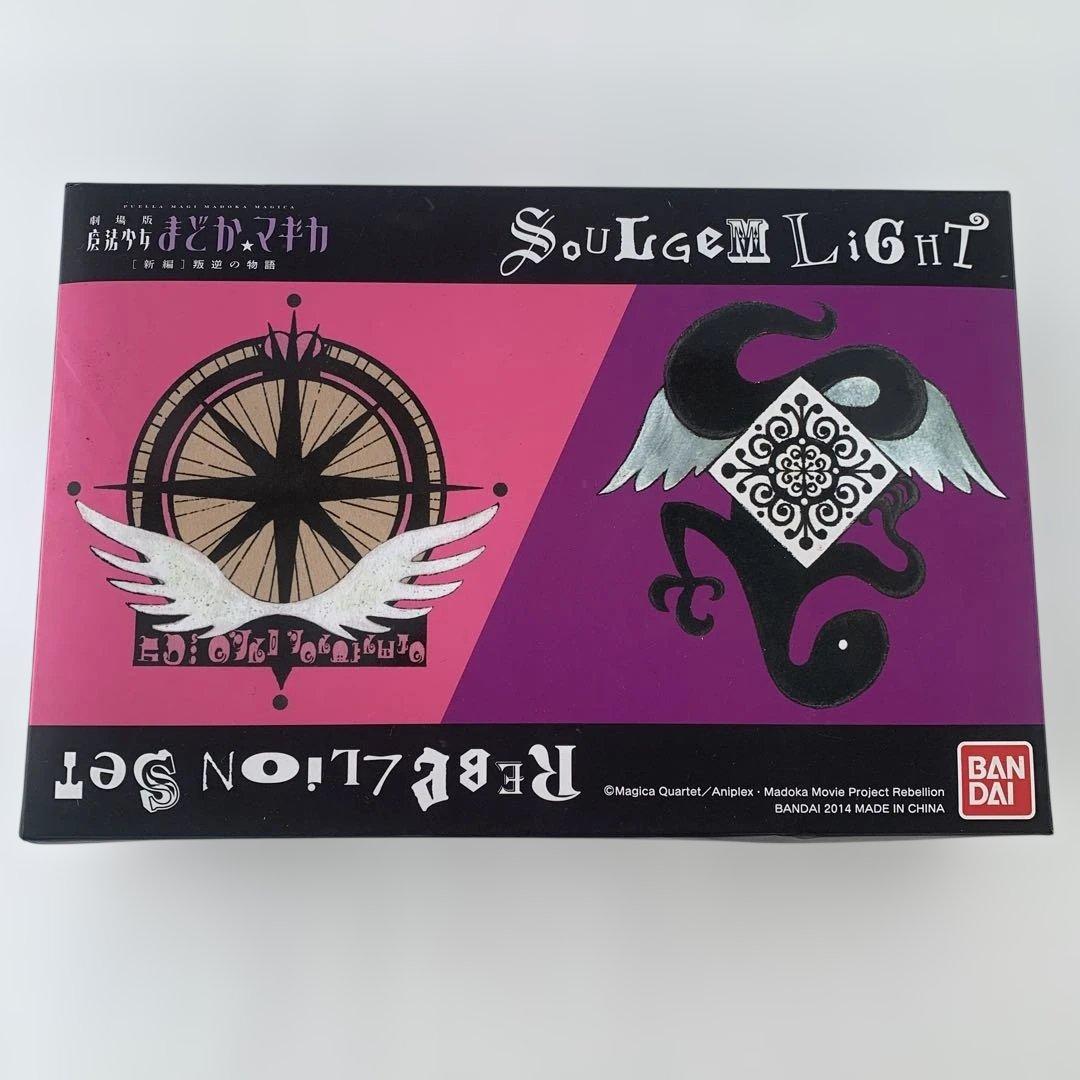 PUELLA MAGI MADOKA MAGICA
劇場版
魔法少女まどか☆マギカ
[新編]叛逆の物語
SOULGeM LiGHT
REBELLiON SeT
©Magica Quartet／Aniplex・Madoka Movie Project Rebellion
BANDAI 2014 MADE IN CHINA
BAN
DAI